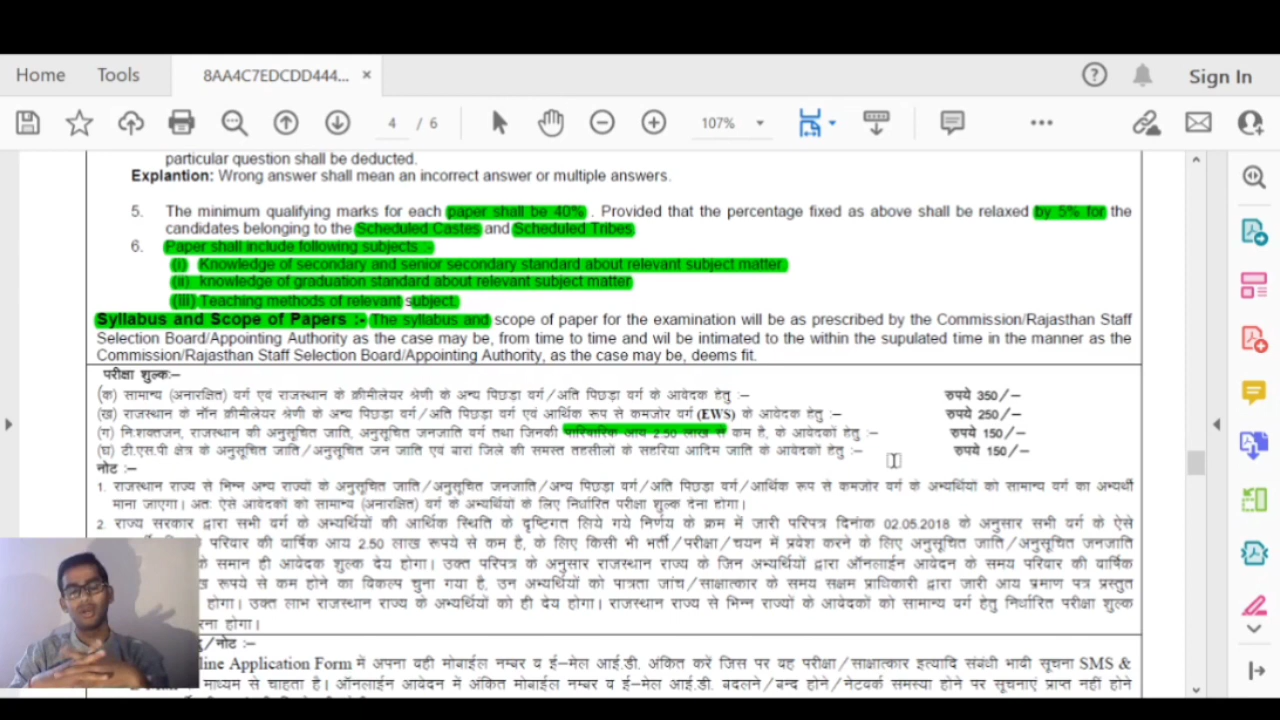 Home Tools 8AA4C7EDCDD444... × Sign In
4 / 6 107%
particular question shall be deducted.
Explantion: Wrong answer shall mean an incorrect answer or multiple answers.
5. The minimum qualifying marks for each paper shall be 40% . Provided that the percentage fixed as above shall be relaxed by 5% for the
candidates belonging to the Scheduled Castes and Scheduled Tribes.
6. Paper shall include following subjects :-
(i) Knowledge of secondary and senior secondary standard about relevant subject matter.
(ii) knowledge of graduation standard about relevant subject matter
(iii) Teaching methods of relevant subject.
Syllabus and Scope of Papers :- The syllabus and scope of paper for the examination will be as prescribed by the Commission/Rajasthan Staff
Selection Board/Appointing Authority as the case may be, from time to time and wil be intimated to the within the supulated time in the manner as the
Commission/Rajasthan Staff Selection Board/Appointing Authority, as the case may be, deems fit.
परीक्षा शुल्क:–
(क) सामान्य (अनारक्षित) वर्ग एवं राजस्थान के क्रीमीलेयर श्रेणी के अन्य पिछड़ा वर्ग/अति पिछड़ा वर्ग के आवेदक हेतु :– रुपये 350/–
(ख) राजस्थान के नॉन क्रीमीलेयर श्रेणी के अन्य पिछडा वर्ग/अति पिछडा वर्ग एवं आर्थिक रूप से कमजोर वर्ग (EWS) के आवेदक हेतु :– रुपये 250/–
(ग) नि:शक्तजन, राजस्थान की अनुसूचित जाति, अनुसूचित जनजाति वर्ग तथा जिनकी पारिवारिक आय 2.50 लाख से कम है, के आवेदकों हेतु :– रुपये 150/–
(घ) टी.एस.पी क्षेत्र के अनुसूचित जाति/अनुसूचित जन जाति एवं बारां जिले की समस्त तहसीलों के सहरिया आदिम जाति के आवेदकों हेतु :– रुपये 150/–
नोट :–
1. राजस्थान राज्य से भिन्न अन्य राज्यों के अनुसूचित जाति/अनुसूचित जनजाति/अन्य पिछड़ा वर्ग/अति पिछड़ा वर्ग/आर्थिक रूप से कमजोर वर्ग के अभ्यर्थियों को सामान्य वर्ग का अभ्यर्थी
माना जाएगा। अतः ऐसे आवेदकों को सामान्य (अनारक्षित) वर्ग के अभ्यर्थियों के लिए निर्धारित परीक्षा शुल्क देना होगा।
2. राज्य सरकार द्वारा सभी वर्ग के अभ्यर्थियों की आर्थिक स्थिति के दृष्टिगत लिये गये निर्णय के क्रम में जारी परिपत्र दिनांक 02.05.2018 के अनुसार सभी वर्ग के ऐसे
के परिवार की वार्षिक आय 2.50 लाख रूपये से कम है, के लिए किसी भी भर्ती/परीक्षा/चयन में प्रवेश करने के लिए अनुसूचित जाति/अनुसूचित जनजाति
के समान ही आवेदक शुल्क देय होगा। उक्त परिपत्र के अनुसार राजस्थान राज्य के जिन अभ्यर्थियों द्वारा ऑनलाईन आवेदन के समय परिवार की वार्षिक
रूपये से कम होने का विकल्प चुना गया है, उन अभ्यर्थियों को पात्रता जांच/साक्षात्कार के समय सक्षम प्राधिकारी द्वारा जारी आय प्रमाण पत्र प्रस्तुत
होगा। उक्त लाभ राजस्थान राज्य के अभ्यर्थियों को ही देय होगा। राजस्थान राज्य से भिन्न राज्यों के आवेदकों को सामान्य वर्ग हेतु निर्धारित परीक्षा शुल्क
रना होगा।
/नोट :–
line Application Form में अपना वही मोबाईल नम्बर व ई–मेल आई.डी. अंकित करें जिस पर वह परीक्षा/साक्षात्कार इत्यादि संबंधी भावी सूचना SMS &
माध्यम से चाहता है। ऑनलाईन आवेदन में अंकित मोबाईल नम्बर व ई–मेल आई.डी. बदलने/बन्द होने/नेटवर्क समस्या होने पर सूचनाएं प्राप्त नहीं होने